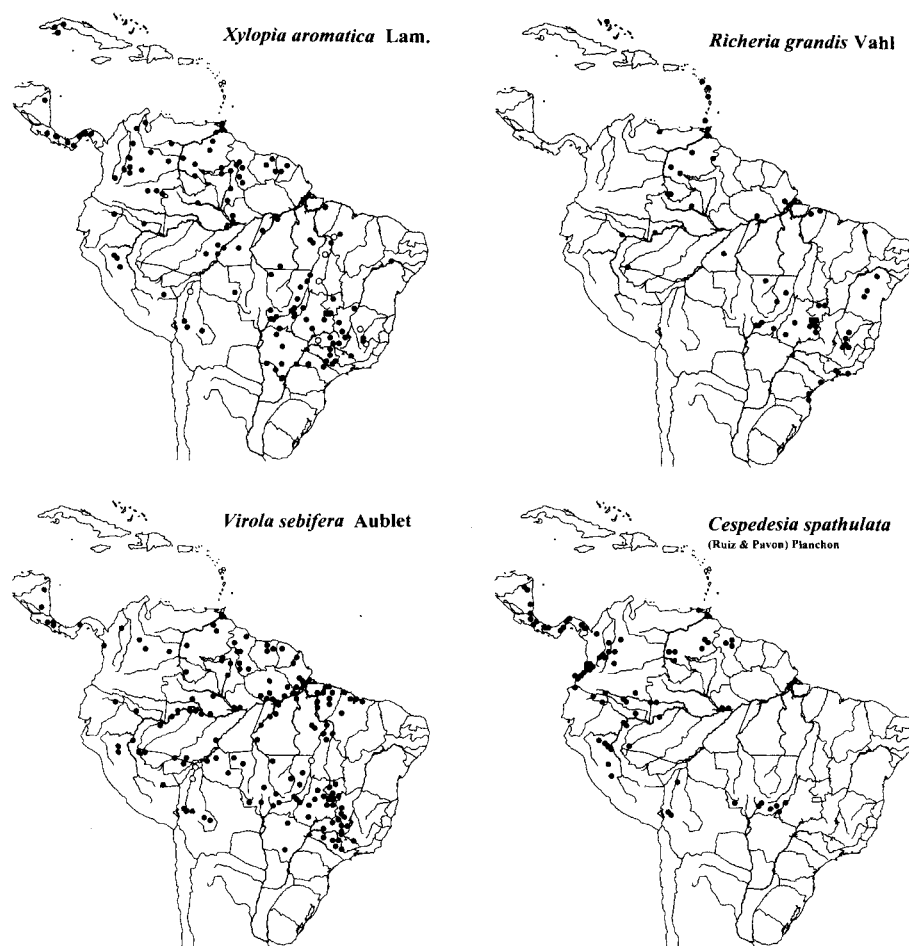 Xylopia aromatica Lam.
Richeria grandis Vahl
Virola sebifera Aublet
Cespedesia spathulata
(Ruiz & Pavon) Planchon